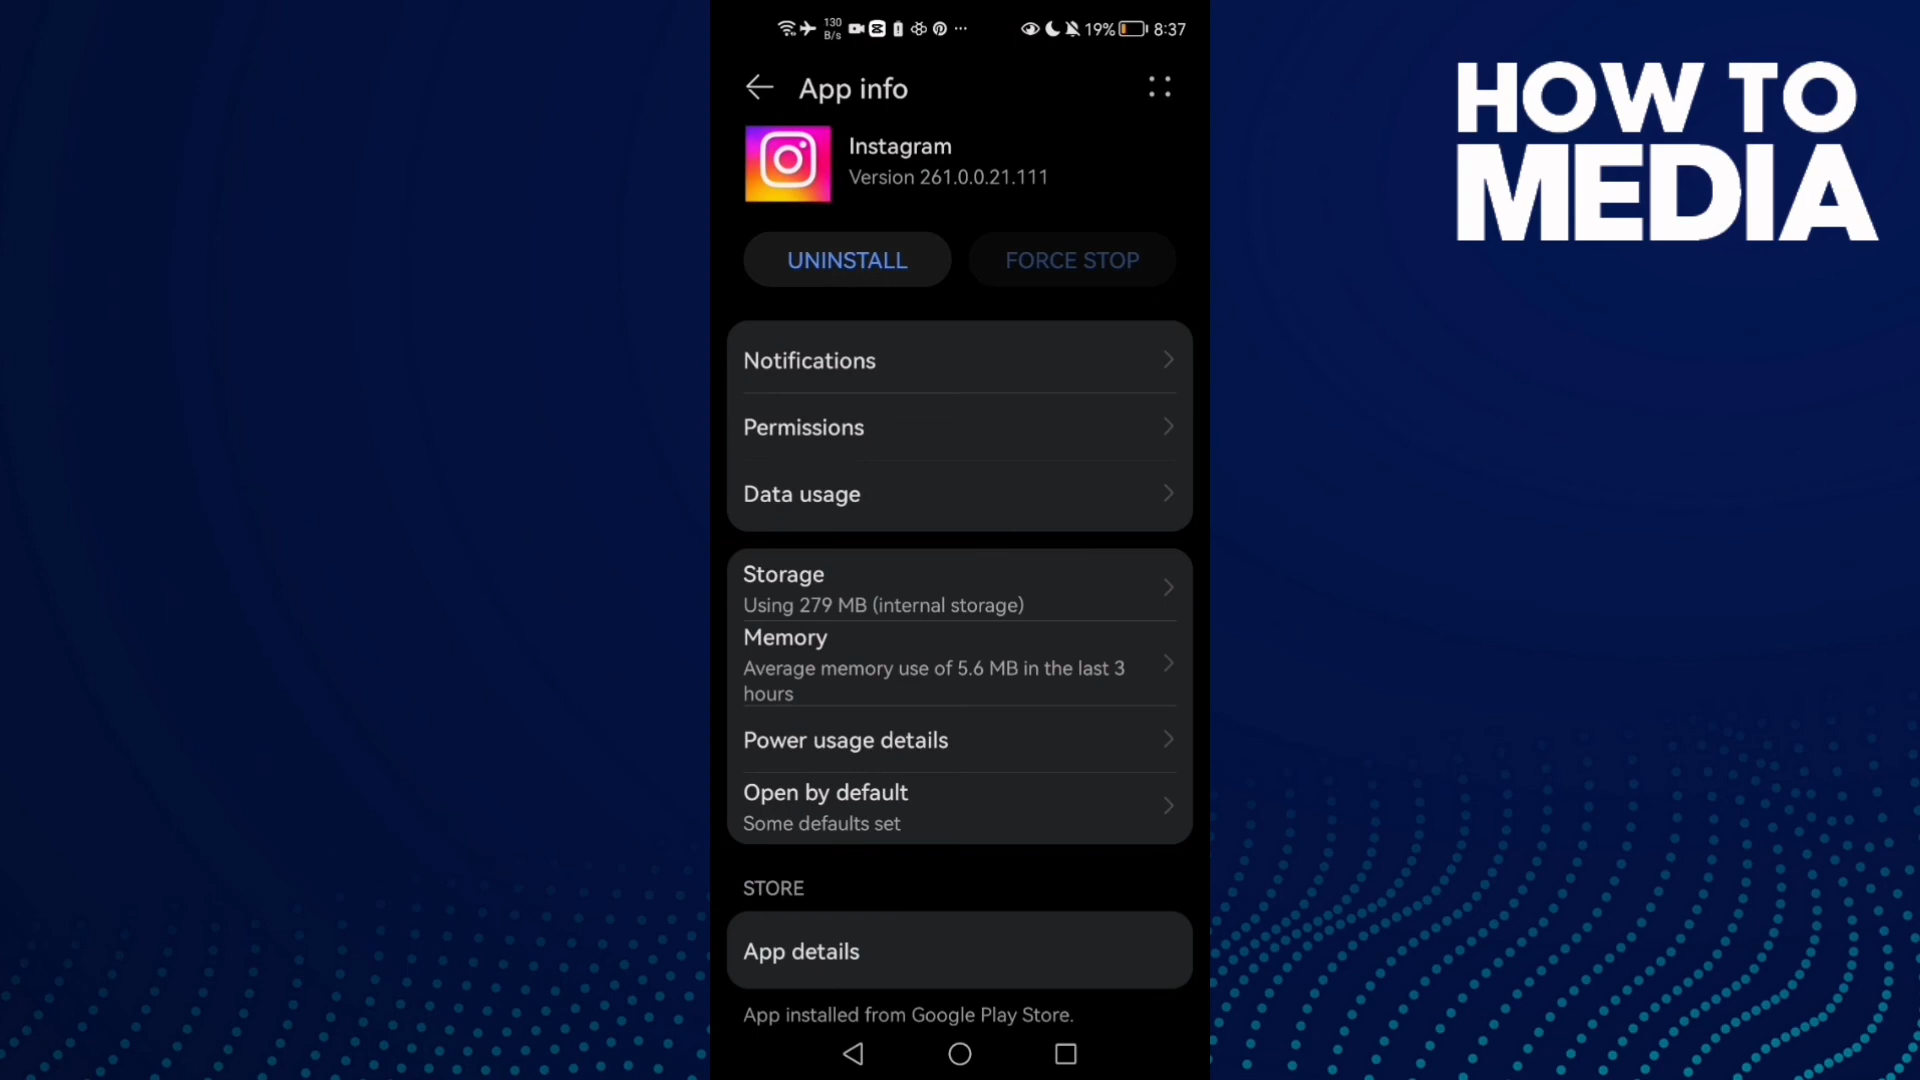 130
B/s
19%
8:37
App info
Instagram
Version 261.0.0.21.111
UNINSTALL
FORCE STOP
Notifications
Permissions
Data usage
Storage
Using 279 MB (internal storage)
Memory
Average memory use of 5.6 MB in the last 3
hours
Power usage details
Open by default
Some defaults set
STORE
App details
App installed from Google Play Store.
HOW TO
MEDIA